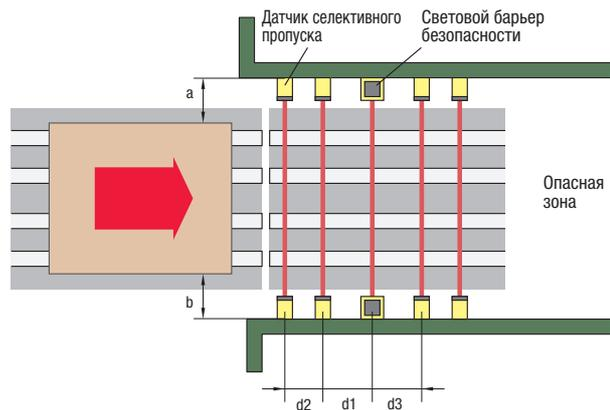 Датчик селективного
пропуска
Световой барьер
безопасности
a
Опасная
зона
b
d2
d1
d3